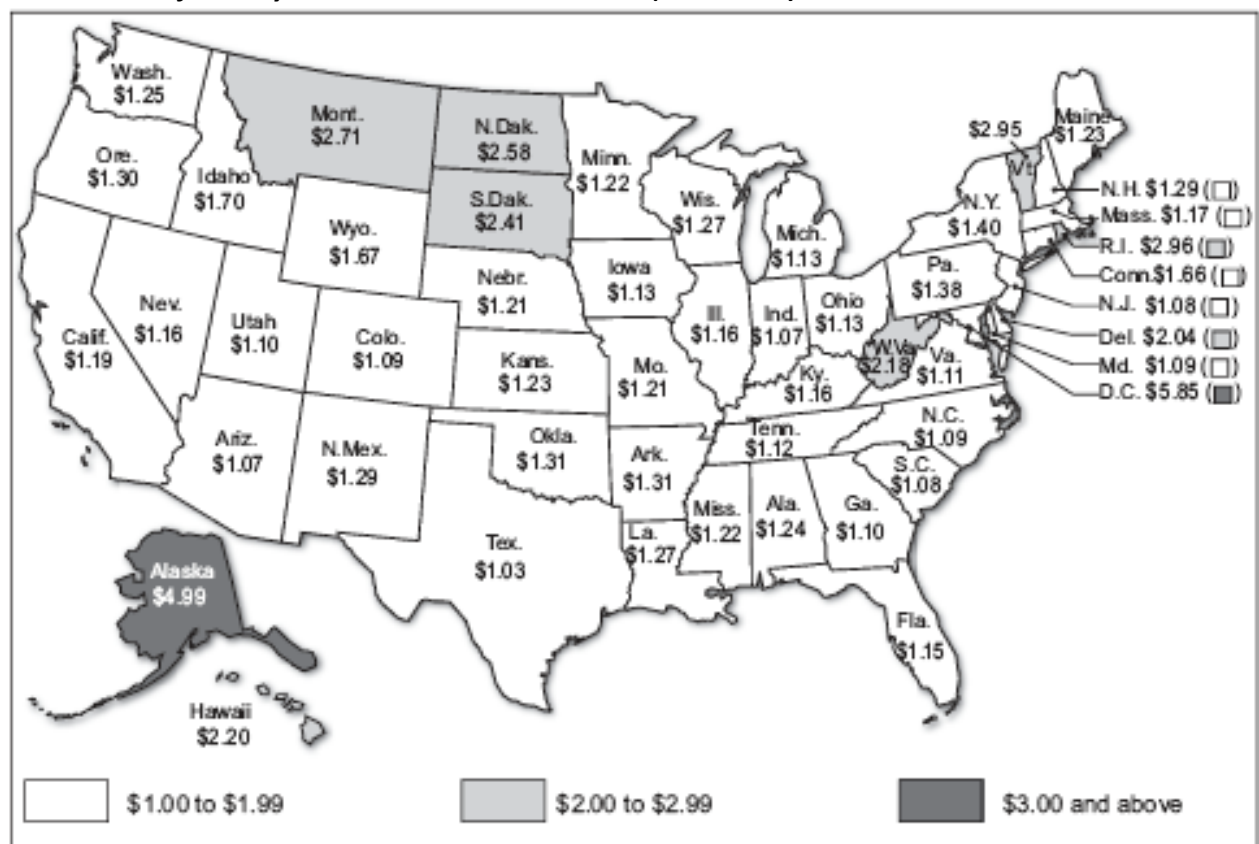 Wash.
$1.25
Mont.
$2.71
N.Dak.
$2.58
Minn.
$1.22
Ore.
$1.30
Idaho
$1.70
S.Dak.
$2.41
Wis.
$1.27
Mich.
$1.13
N.Y.
$1.40
$2.95
Vt.
Maine
$1.23
N.H. $1.29 ( )
Mass. $1.17 ( )
R.I. $2.96 ( )
Conn.$1.66 ( )
N.J. $1.08 ( )
Del. $2.04 ( )
Md. $1.09 ( )
D.C. $5.85 ( )
Wyo.
$1.67
Nebr.
$1.21
Iowa
$1.13
Ill.
$1.16
Ind.
$1.07
Ohio
$1.13
Pa.
$1.38
Calif.
$1.19
Nev.
$1.16
Utah
$1.10
Colo.
$1.09
Kans.
$1.23
Mo.
$1.21
Ky.
$1.16
W.Va
$2.18
Va.
$1.11
Ariz.
$1.07
N.Mex.
$1.29
Okla.
$1.31
Ark.
$1.31
Tenn.
$1.12
N.C.
$1.09
S.C.
$1.08
Tex.
$1.03
La.
$1.27
Miss.
$1.22
Ala.
$1.24
Ga.
$1.10
Fla.
$1.15
Alaska
$4.99
Hawaii
$2.20
$1.00 to $1.99
$2.00 to $2.99
$3.00 and above